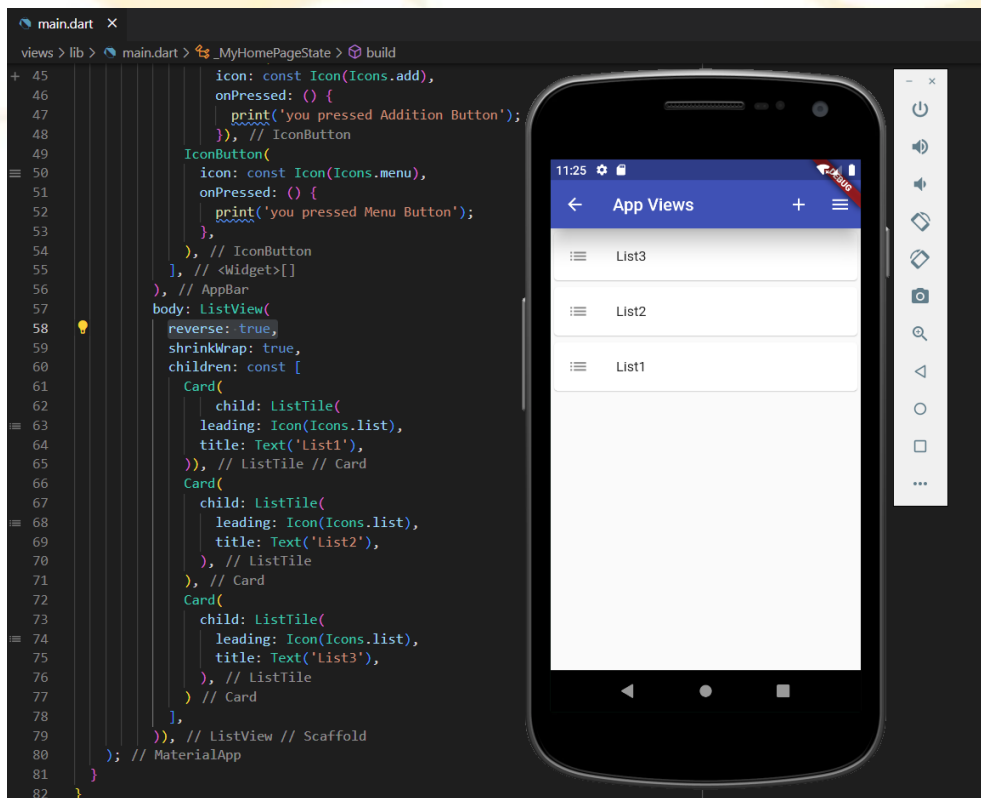 main.dart ×
views > lib > main.dart > _MyHomePageState > build
45 icon: const Icon(Icons.add),
46 onPressed: () {
47 print('you pressed Addition Button');
48 }), // IconButton
49 IconButton(
50 icon: const Icon(Icons.menu),
51 onPressed: () {
52 print('you pressed Menu Button');
53 },
54 ), // IconButton
55 ], // <Widget>[]
56 ), // AppBar
57 body: ListView(
58 reverse: true,
59 shrinkWrap: true,
60 children: const [
61 Card(
62 child: ListTile(
63 leading: Icon(Icons.list),
64 title: Text('List1'),
65 )), // ListTile // Card
66 Card(
67 child: ListTile(
68 leading: Icon(Icons.list),
69 title: Text('List2'),
70 ), // ListTile
71 ), // Card
72 Card(
73 child: ListTile(
74 leading: Icon(Icons.list),
75 title: Text('List3'),
76 ), // ListTile
77 ) // Card
78 ],
79 )), // ListView // Scaffold
80 ); // MaterialApp
81 }
82 }
11:25
DEBUG
App Views
List3
List2
List1